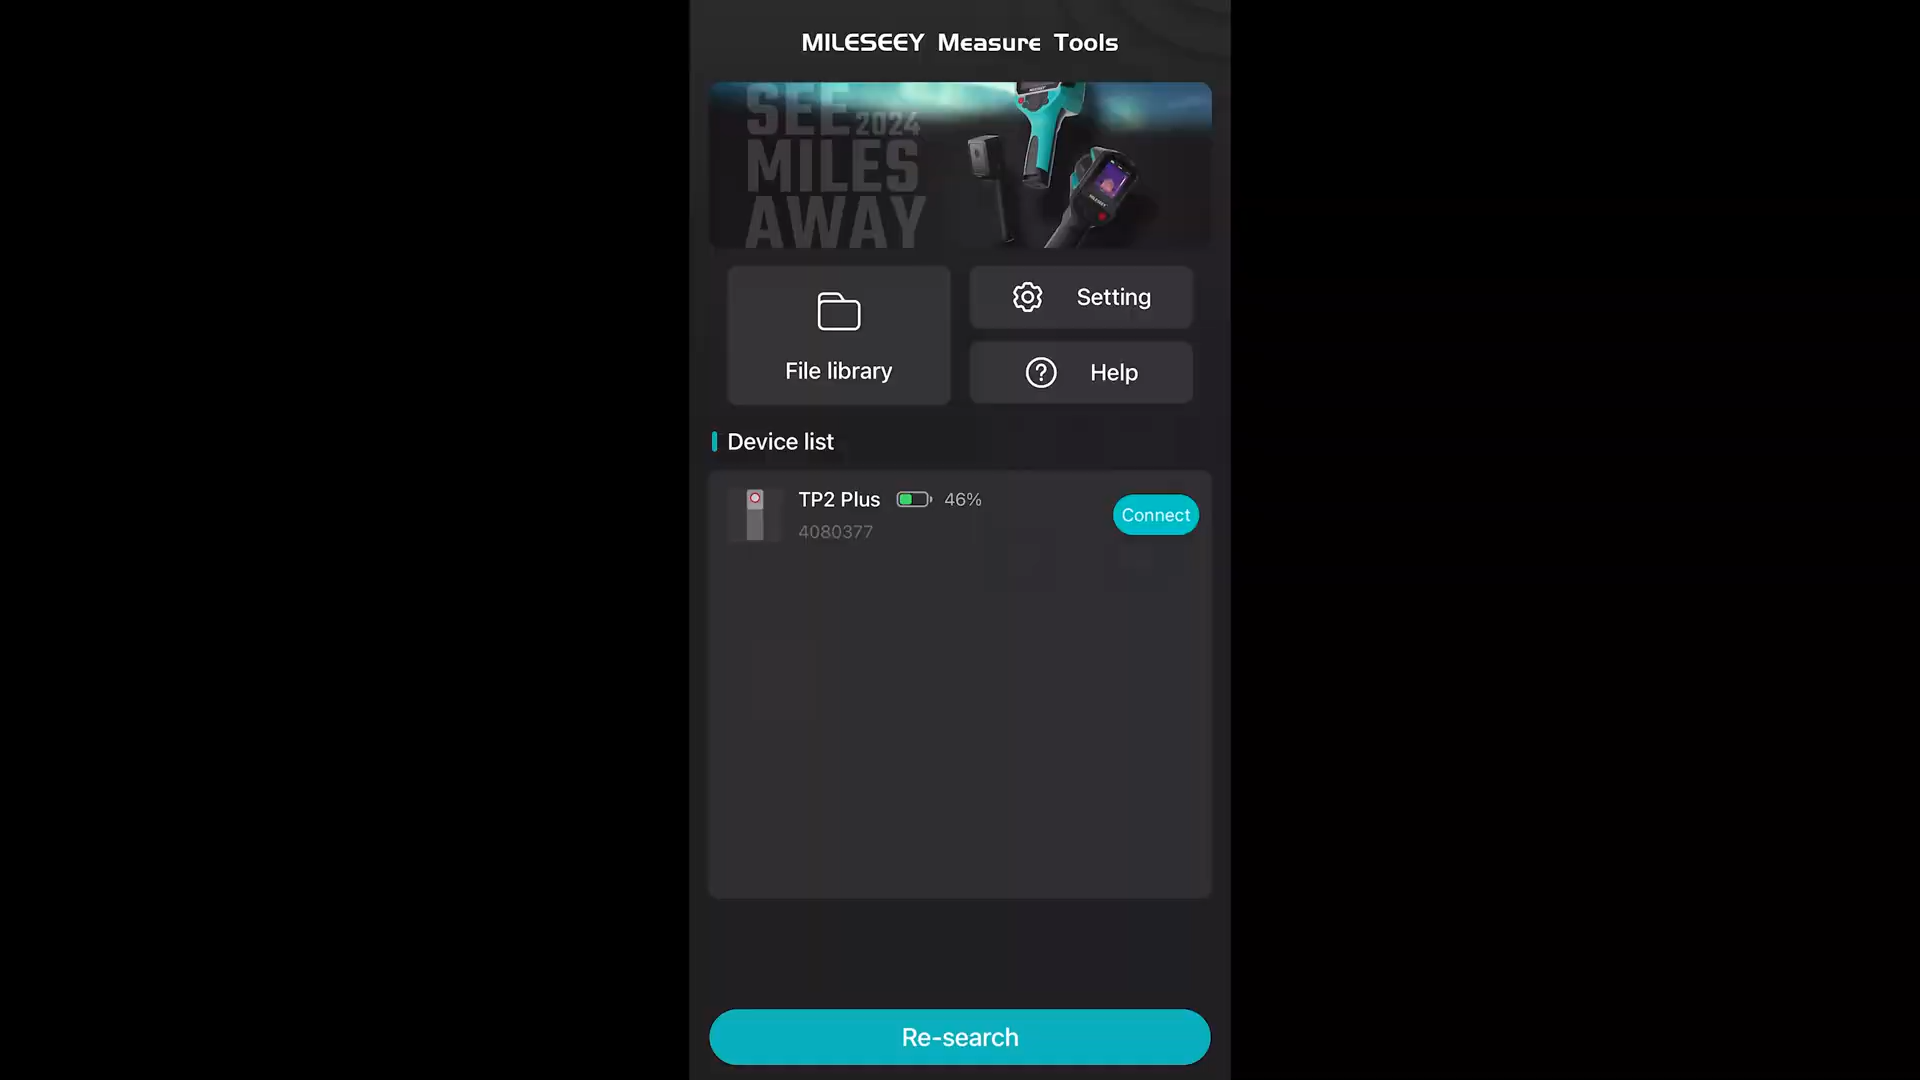 MILESEEY Measure Tools
SEE 2024
MILES
AWAY
File library
Setting
Help
Device list
TP2 Plus 46%
4080377
Connect
Re-search